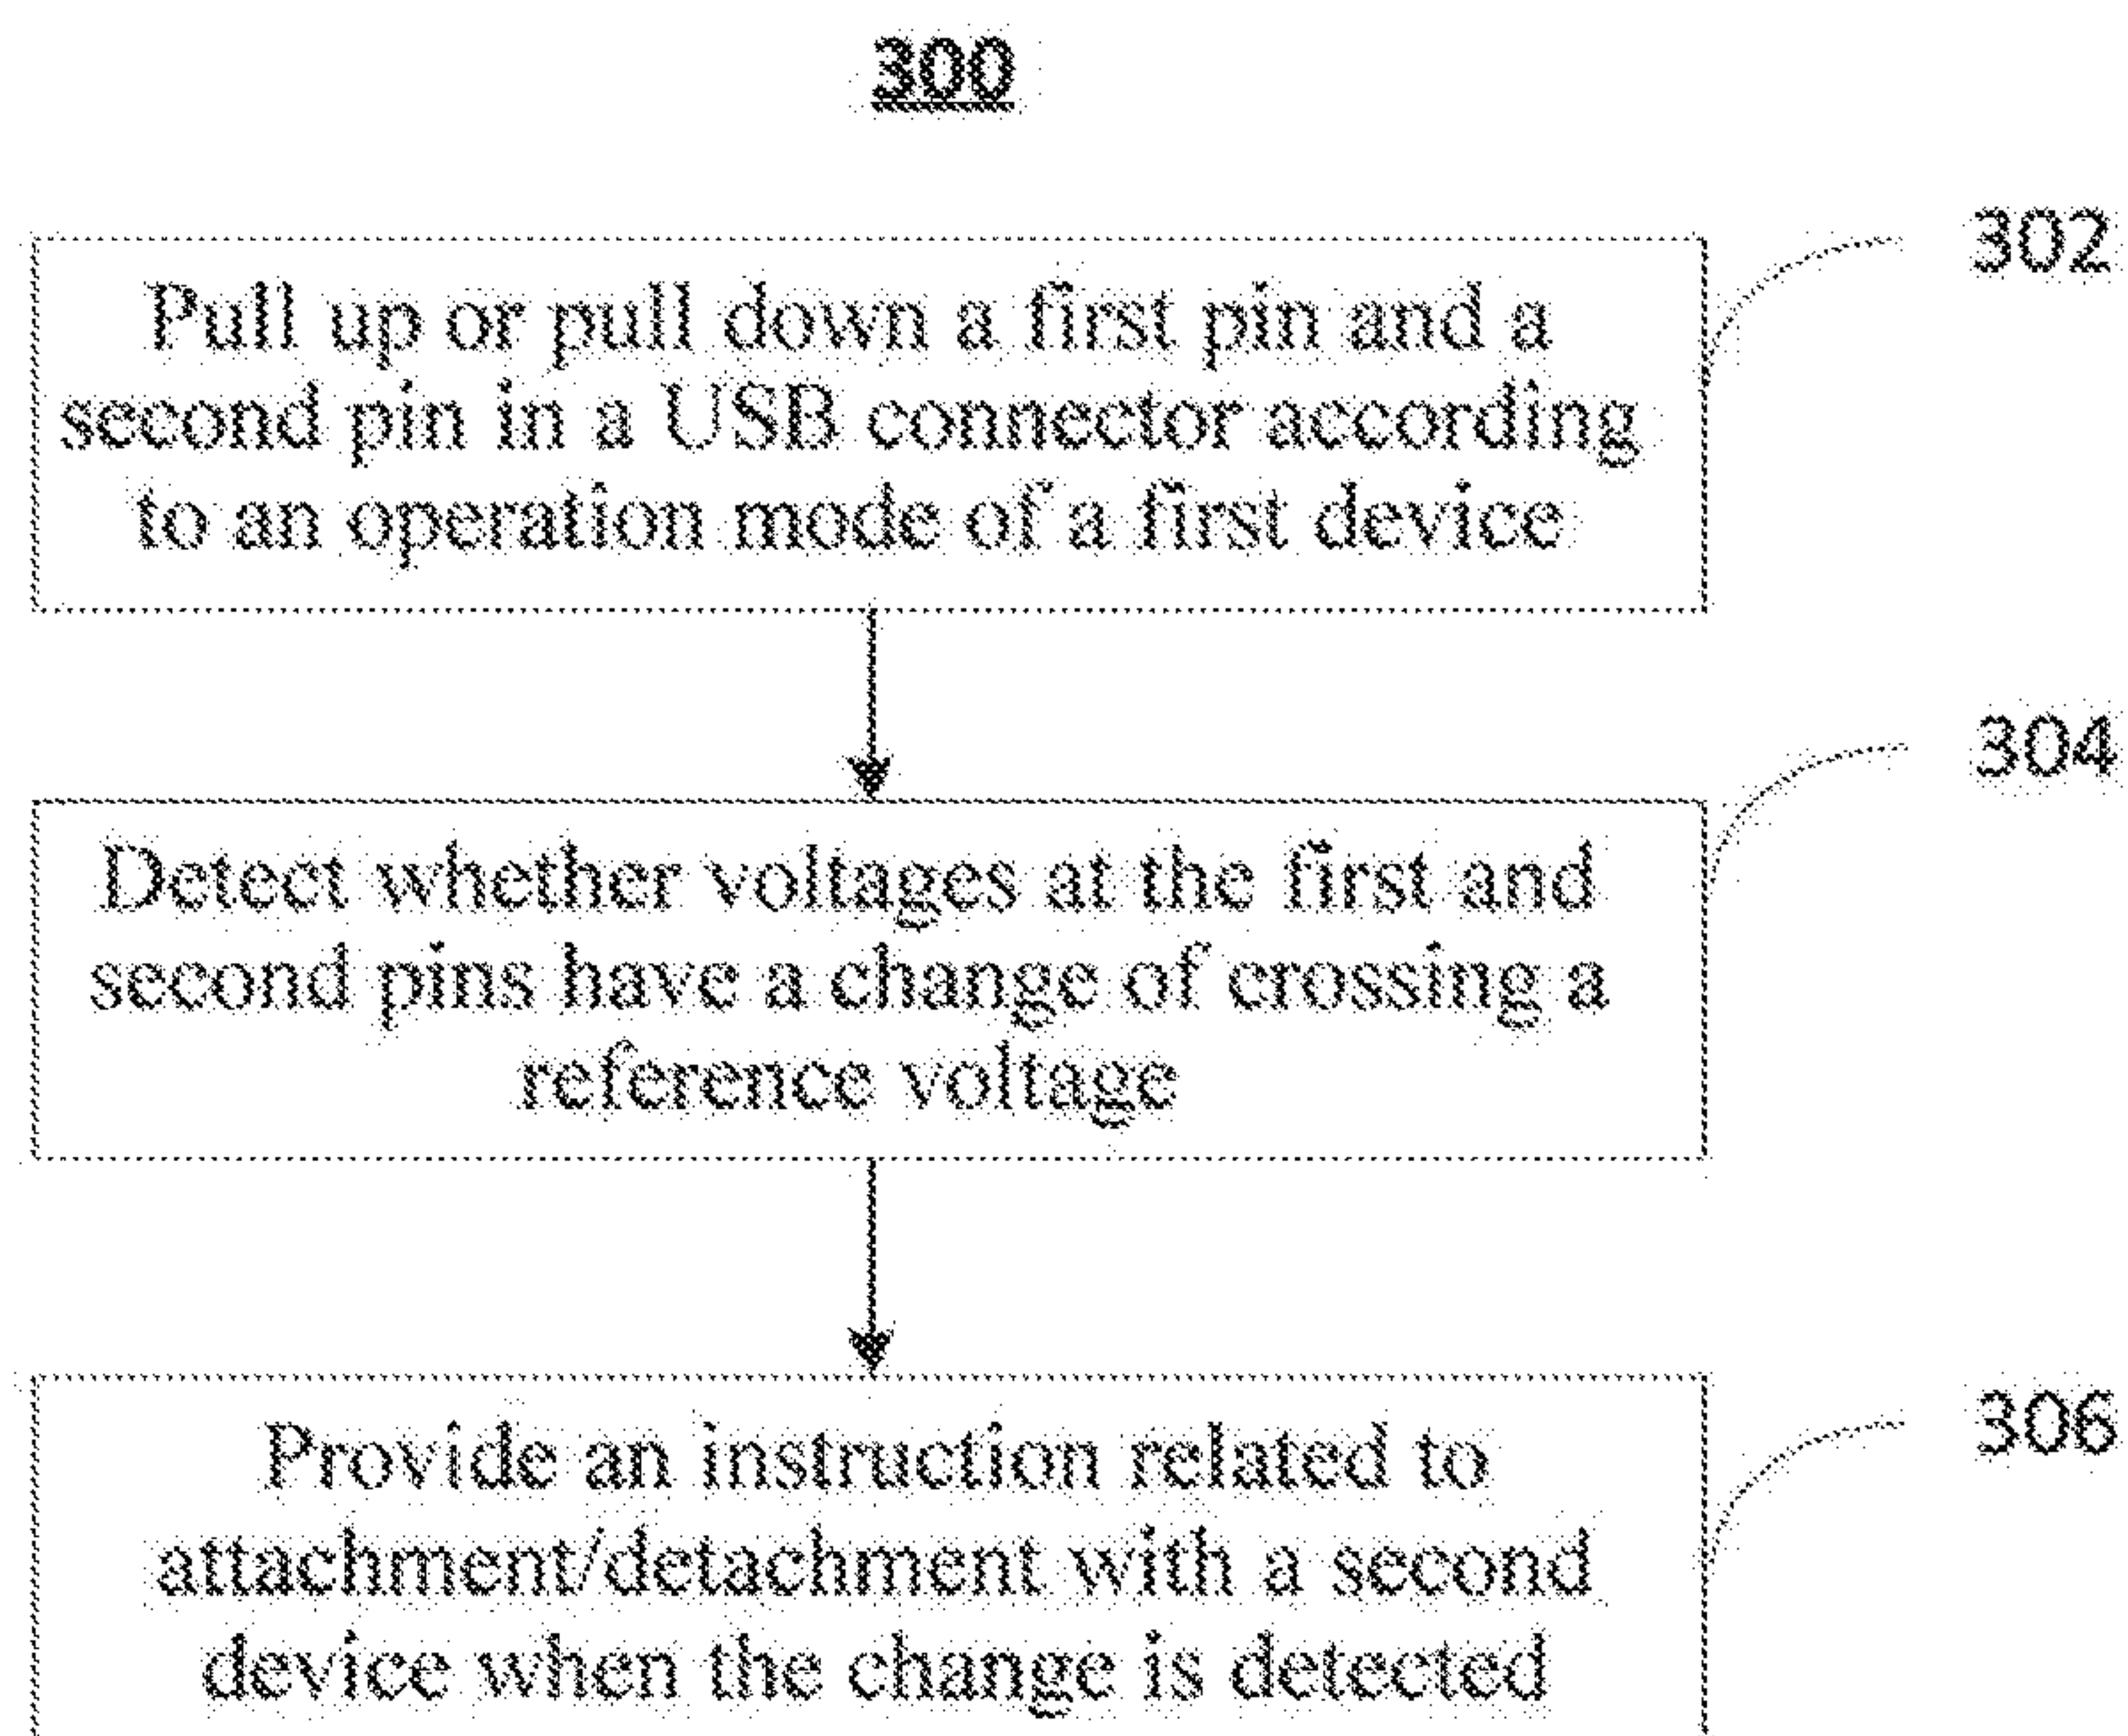 300
302
Pull up or pull down a first pin and a
second pin in a USB connector according
to an operation mode of a first device
304
Detect whether voltages at the first and
second pins have a change of crossing a
reference voltage
306
Provide an instruction related to
attachment/detachment with a second
device when the change is detected